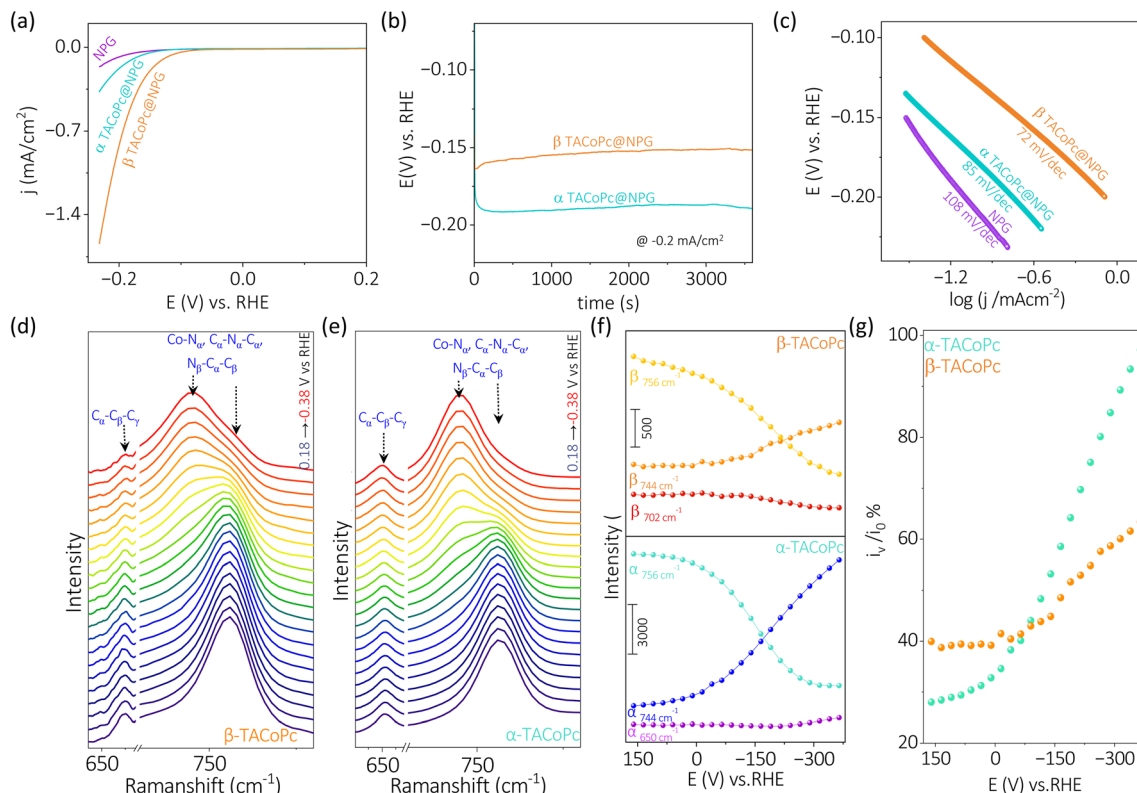 (a)
NPG
α TACoPc@NPG
β TACoPc@NPG
0.0
−0.7
−1.4
j (mA/cm²)
−0.2
0.0
0.2
E (V) vs. RHE
(b)
−0.10
−0.15
−0.20
E(V) vs. RHE
β TACoPc@NPG
α TACoPc@NPG
@ -0.2 mA/cm²
0
1000
2000
3000
time (s)
(c)
−0.10
−0.15
−0.20
E (V) vs. RHE)
β TACoPc@NPG
72 mV/dec
α TACoPc@NPG
85 mV/dec
NPG
108 mV/dec
−1.2
−0.6
0.0
log (j /mAcm⁻²)
(d)
Co-Nα, Cα-Nα-Cα,
Nβ-Cα-Cβ
Cα-Cβ-Cγ
0.18 → -0.38 V vs RHE
Intensity
β-TACoPc
650
750
Ramanshift (cm⁻¹)
(e)
Co-Nα, Cα-Nα-Cα,
Nβ-Cα-Cβ
Cα-Cβ-Cγ
0.18 → -0.38 V vs RHE
Intensity
α-TACoPc
650
750
Ramanshift (cm⁻¹)
(f)
β-TACoPc
β 756 cm⁻¹
500
β 744 cm⁻¹
β 702 cm⁻¹
α-TACoPc
α 756 cm⁻¹
3000
α 744 cm⁻¹
α 650 cm⁻¹
Intensity (
150
0
−150
−300
E (V) vs.RHE
(g)
α-TACoPc
β-TACoPc
100
80
60
40
20
iᵥ /i₀ %
150
0
−150
−300
E (V) vs.RHE